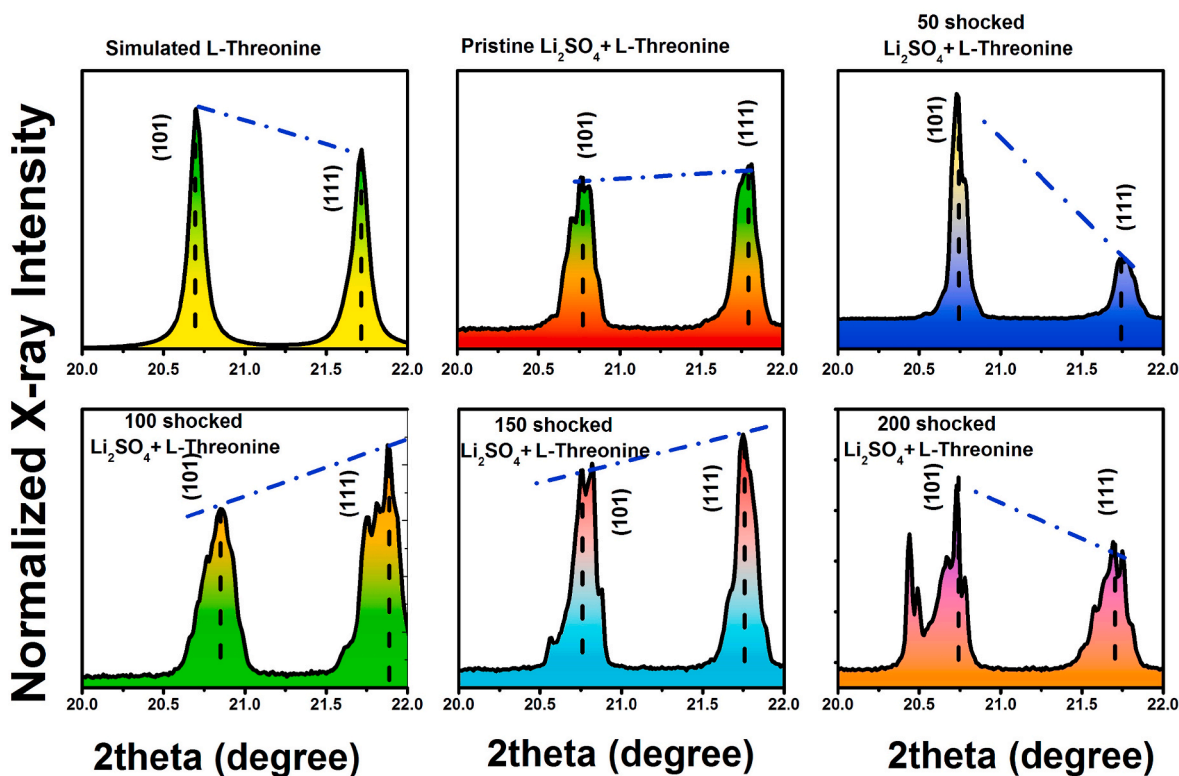 Normalized X-ray Intensity
Simulated L-Threonine
(101)
(111)
20.0 20.5 21.0 21.5 22.0
Pristine Li₂SO₄+ L-Threonine
(101)
(111)
20.0 20.5 21.0 21.5 22.0
50 shocked
Li₂SO₄+ L-Threonine
(101)
(111)
20.0 20.5 21.0 21.5 22.0
100 shocked
Li₂SO₄+ L-Threonine
(101)
(111)
20.0 20.5 21.0 21.5 22.0
150 shocked
Li₂SO₄+ L-Threonine
(101)
(111)
20.0 20.5 21.0 21.5 22.0
200 shocked
Li₂SO₄+ L-Threonine
(101)
(111)
20.0 20.5 21.0 21.5 22.0
2theta (degree)
2theta (degree)
2theta (degree)